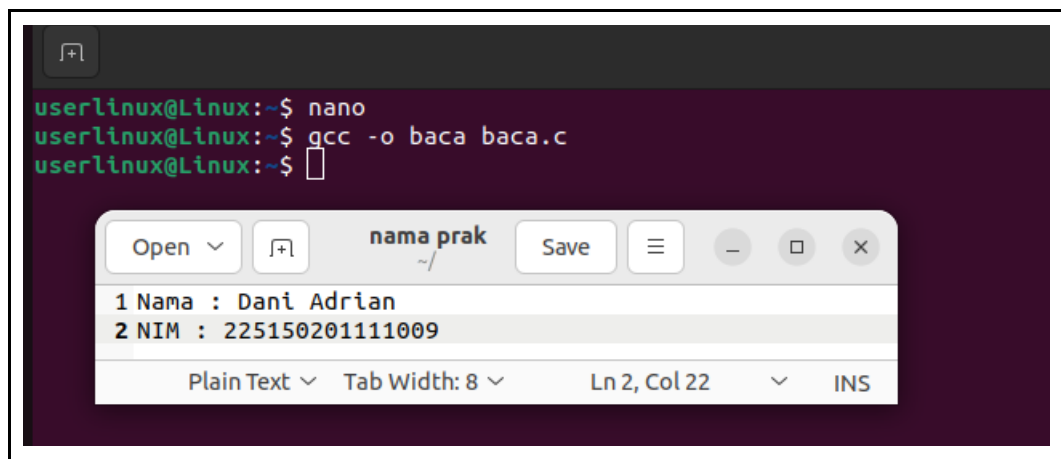 userlinux@Linux:~$ nano
userlinux@Linux:~$ gcc -o baca baca.c
userlinux@Linux:~$
Open nama prak Save
~/
1 Nama : Dani Adrian
2 NIM : 225150201111009
Plain Text Tab Width: 8 Ln 2, Col 22 INS